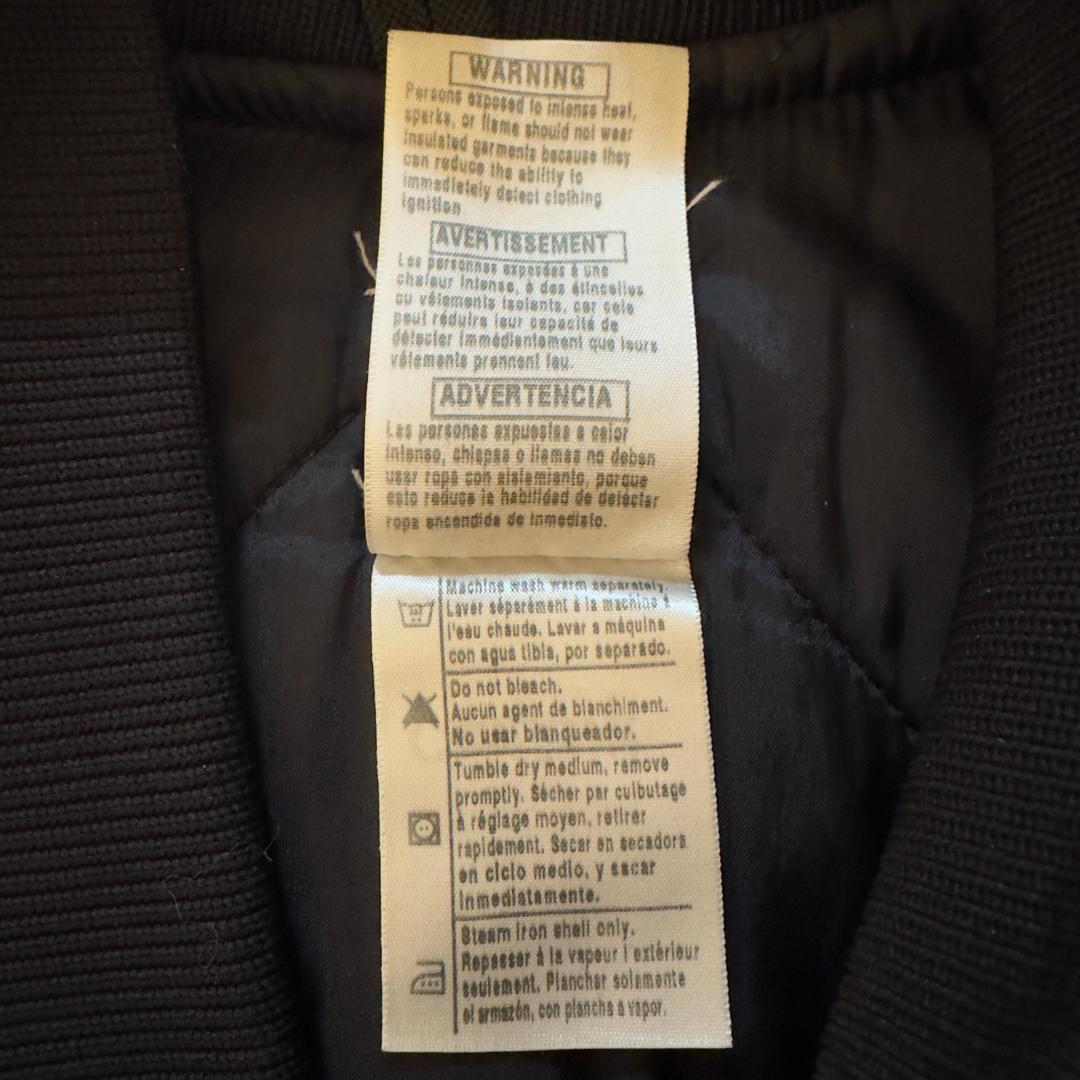 WARNING
Persons exposed to intense heat,
sparks, or flame should not wear
insulated garments because they
can reduce the ability to
immediately detect clothing
ignition
AVERTISSEMENT
Les personnes exposées à une
chaleur intense, à des étincelles
ou vêtements isolants, car cela
peut réduire leur capacité de
détecter immédiatement que leurs
vêtements prennent feu.
ADVERTENCIA
Las personas expuestas a calor
intenso, chispas o llamas no deben
usar ropa con aislamiento, porque
esto reduce la habilidad de detectar
ropa encendida de inmediato.
Machine wash warm separately.
Laver séparément à la machine à
l'eau chaude. Lavar a máquina
con agua tibia, por separado.
Do not bleach.
Aucun agent de blanchiment.
No usar blanqueador.
Tumble dry medium, remove
promptly. Sécher par culbutage
à réglage moyen, retirer
rapidement. Secar en secadora
en ciclo medio, y sacar
inmediatamente.
Steam iron shell only.
Repasser à la vapeur l'extérieur
seulement. Planchar solamente
el armazón, con plancha a vapor.